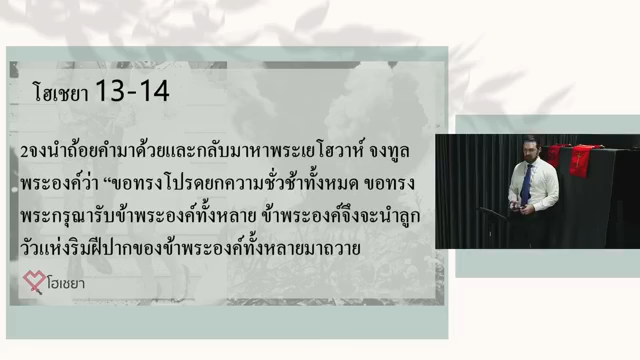 โฮเชยา 13-14
2จงนำถ้อยคำมาด้วยและกลับมาหาพระเยโฮวาห์ จงทูล
พระองค์ว่า “ขอทรงโปรดยกความชั่วช้าทั้งหมด ขอทรง
พระกรุณารับข้าพระองค์ทั้งหลาย ข้าพระองค์จึงจะนำลูก
วัวแห่งริมฝีปากของข้าพระองค์ทั้งหลายมาถวาย
โฮเชยา